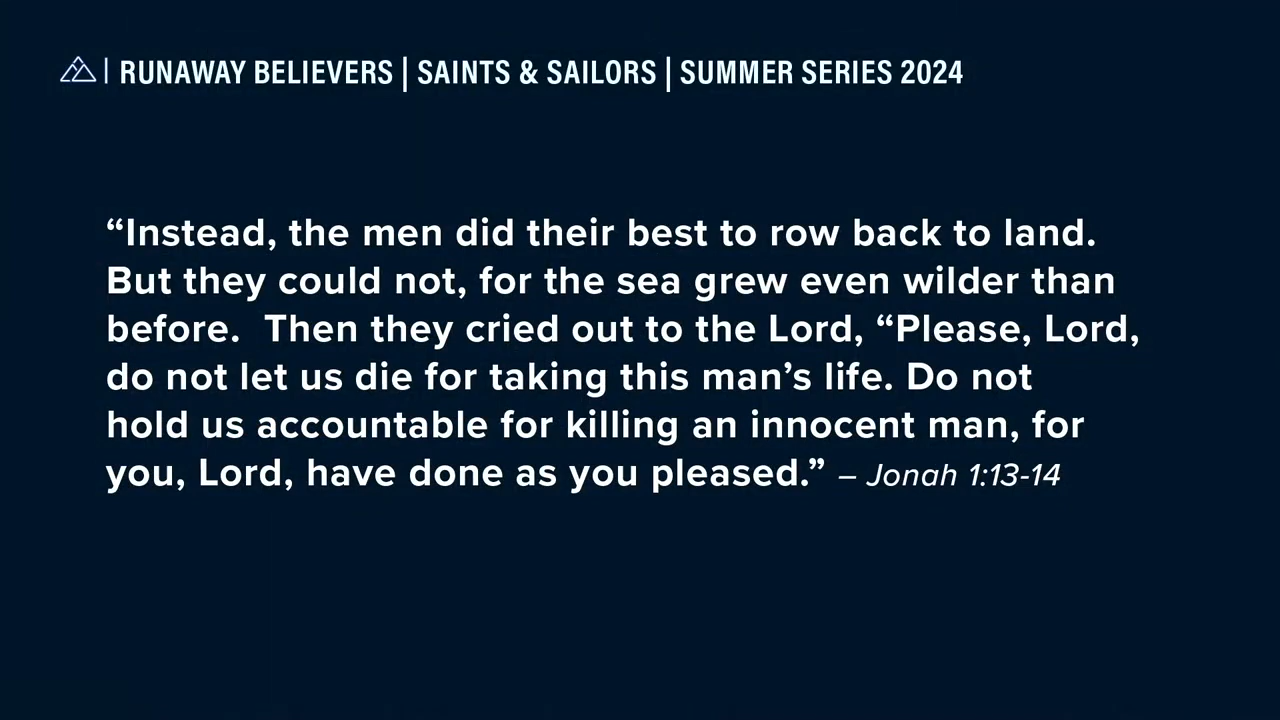 | RUNAWAY BELIEVERS | SAINTS & SAILORS | SUMMER SERIES 2024
“Instead, the men did their best to row back to land.
But they could not, for the sea grew even wilder than
before.  Then they cried out to the Lord, “Please, Lord,
do not let us die for taking this man’s life. Do not
hold us accountable for killing an innocent man, for
you, Lord, have done as you pleased.” – Jonah 1:13-14